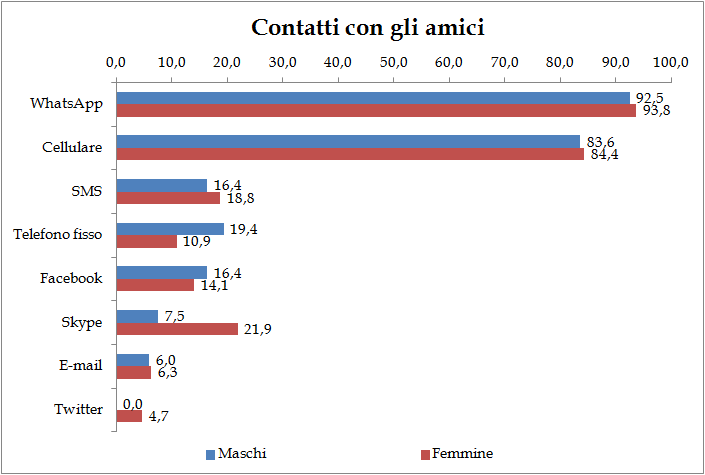 Contatti con gli amici
0,0 10,0 20,0 30,0 40,0 50,0 60,0 70,0 80,0 90,0 100,0
WhatsApp 92,5
93,8
Cellulare 83,6
84,4
SMS 16,4
18,8
Telefono fisso 19,4
10,9
Facebook 16,4
14,1
Skype 7,5
21,9
E-mail 6,0
6,3
Twitter 0,0
4,7
Maschi Femmine